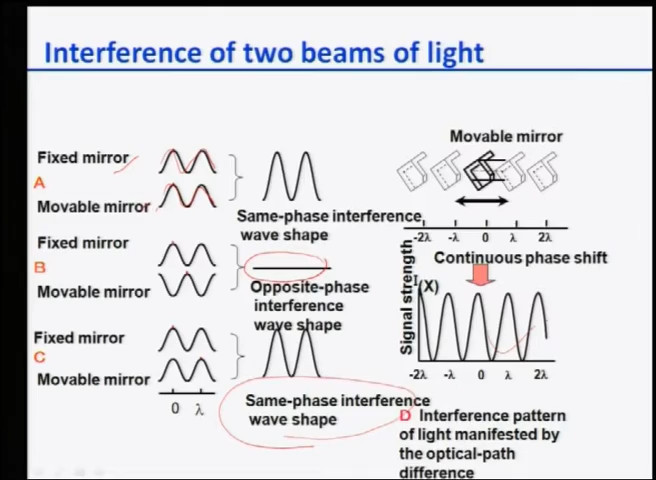 Interference of two beams of light
Fixed mirror
A
Movable mirror
Same-phase interference
wave shape
Fixed mirror
B
Movable mirror
Opposite-phase
interference
wave shape
Fixed mirror
C
Movable mirror
0 λ
Same-phase interference
wave shape
Movable mirror
-2λ -λ 0 λ 2λ
Continuous phase shift
Signal strength
I(X)
-2λ -λ 0 λ 2λ
D Interference pattern
of light manifested by
the optical-path
difference